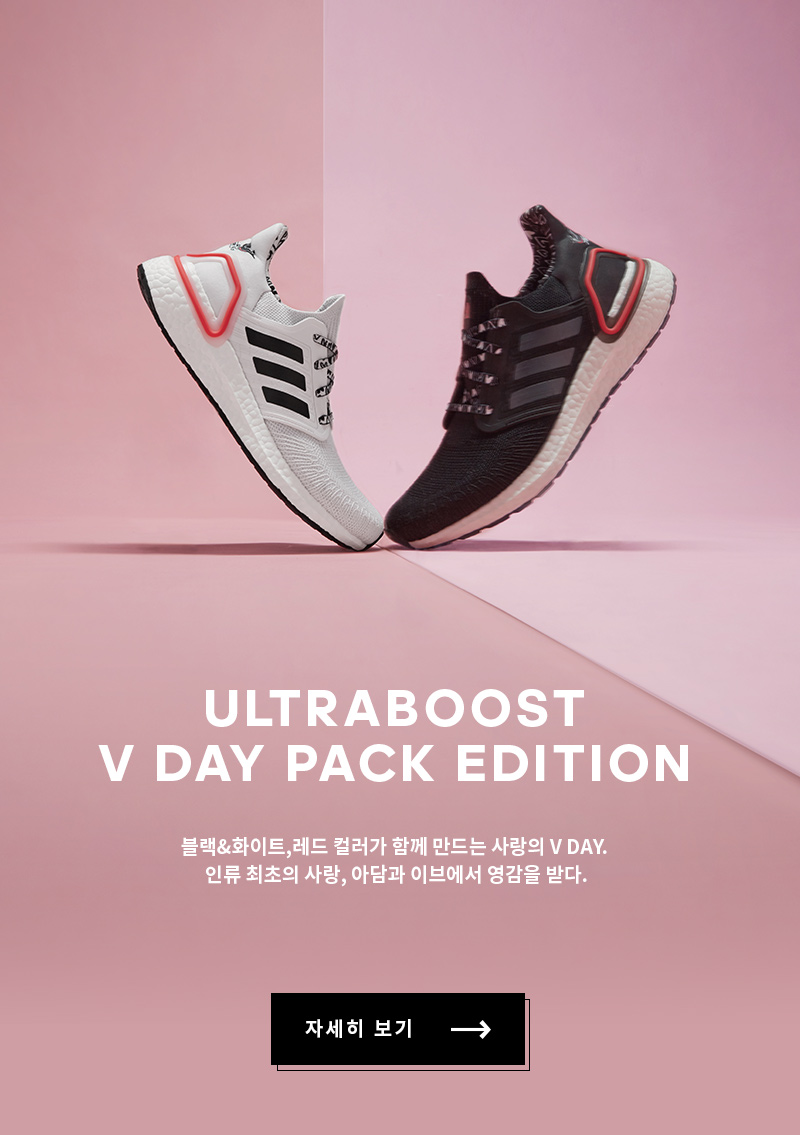 ULTRABOOST
V DAY PACK EDITION
블랙&화이트,레드 컬러가 함께 만드는 사랑의 V DAY.
인류 최초의 사랑, 아담과 이브에서 영감을 받다.
자세히 보기